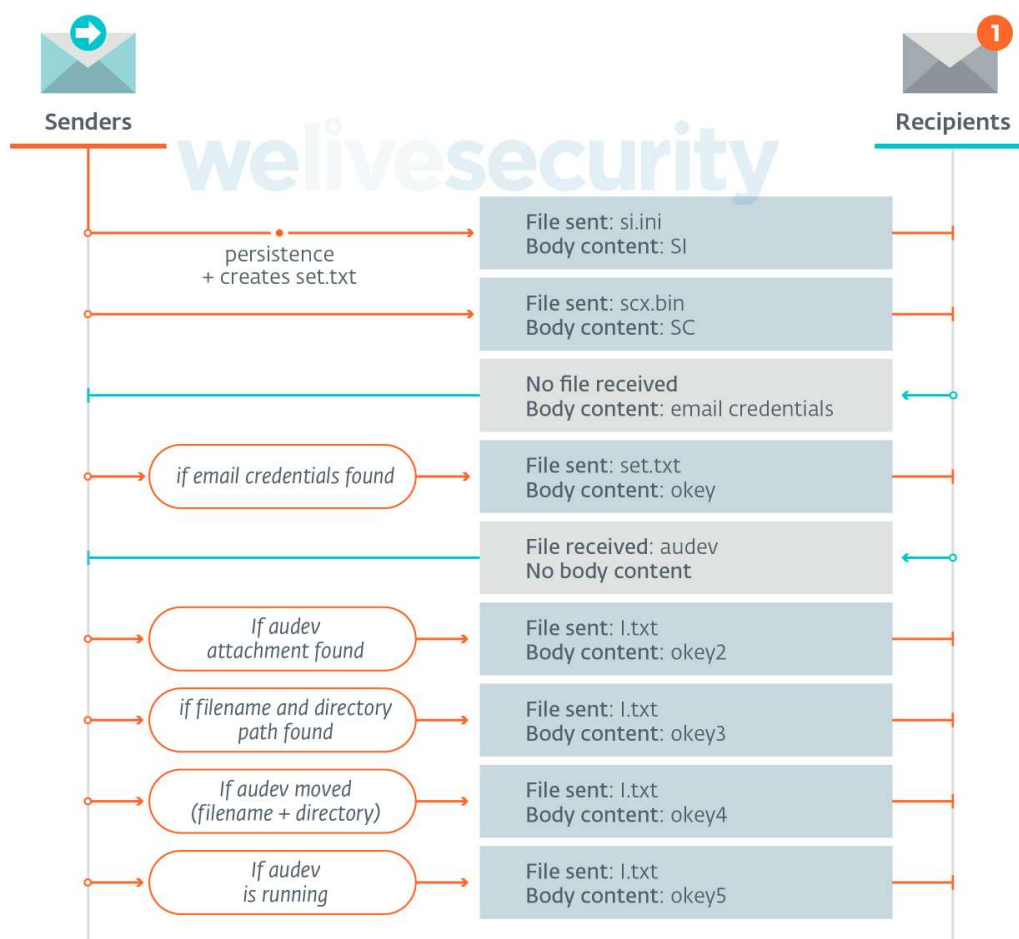 1
Senders
Recipients
welivesecurity
persistence
+ creates set.txt
File sent: si.ini
Body content: SI
File sent: scx.bin
Body content: SC
No file received
Body content: email credentials
if email credentials found
File sent: set.txt
Body content: okey
File received: audev
No body content
If audev
attachment found
File sent: l.txt
Body content: okey2
if filename and directory
path found
File sent: l.txt
Body content: okey3
If audev moved
(filename + directory)
File sent: l.txt
Body content: okey4
If audev
is running
File sent: l.txt
Body content: okey5